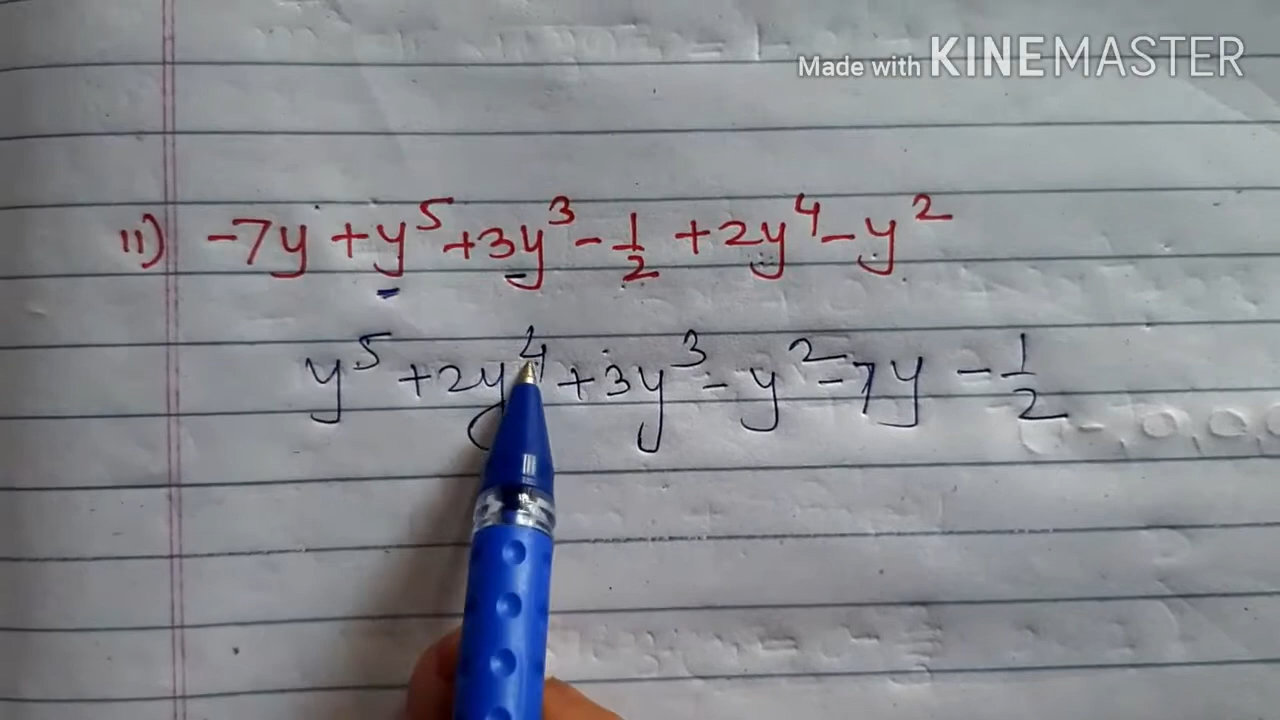 Made with KINEMASTER
11) -7y + y⁵ + 3y³ - 1/2 + 2y⁴ - y²
y⁵ + 2y⁴ + 3y³ - y² - 7y - 1/2